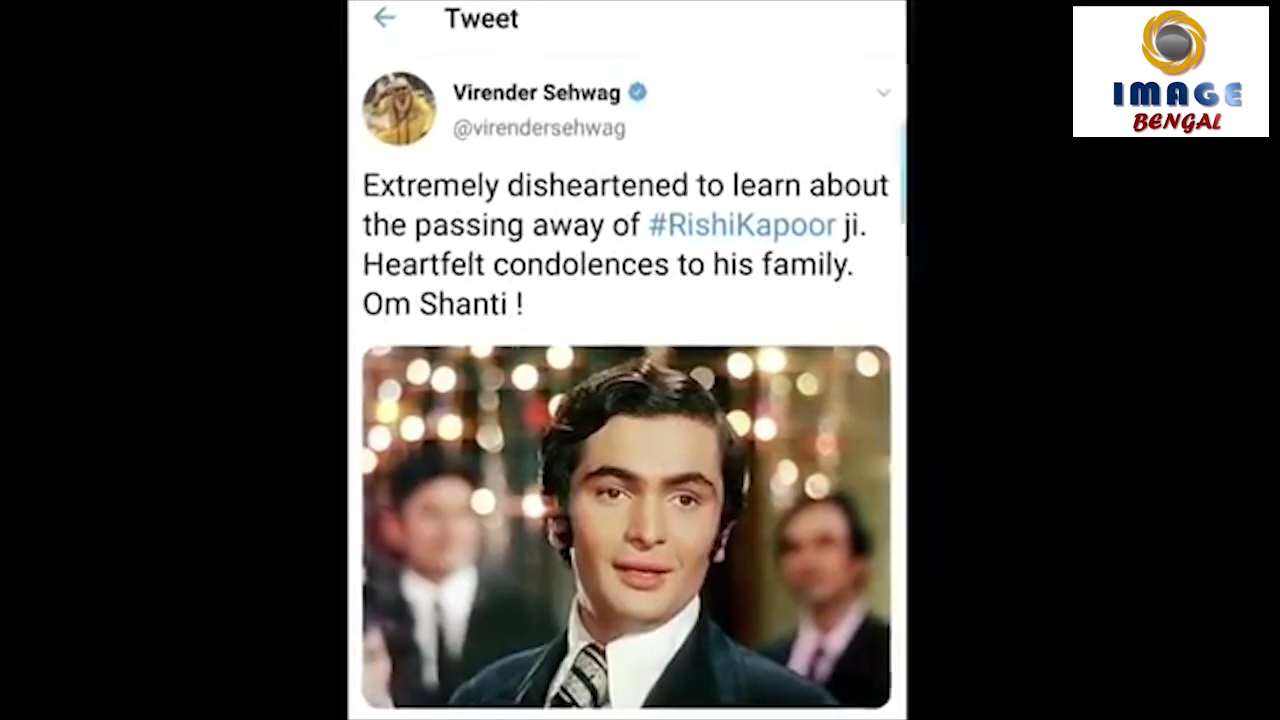 Tweet
Virender Sehwag
@virendersehwag
Extremely disheartened to learn about
the passing away of #RishiKapoor ji.
Heartfelt condolences to his family.
Om Shanti !
IMAGE
BENGAL